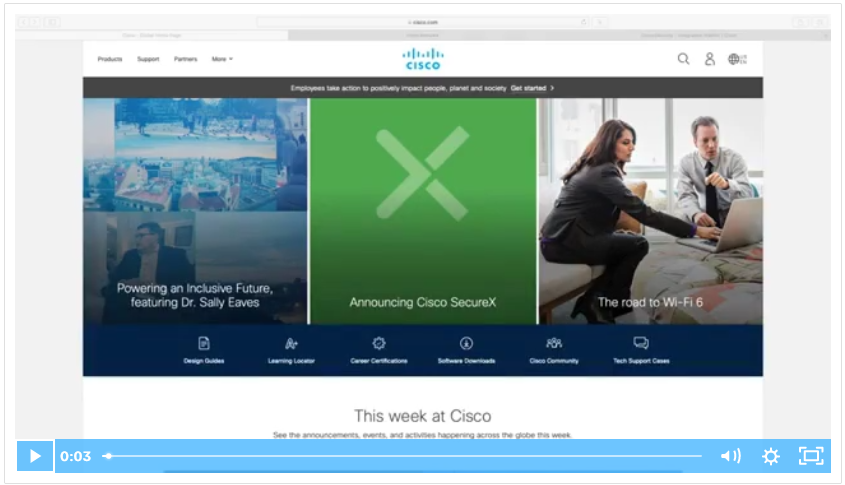 cisco.com
Products Support Partners More
CISCO
US
EN
Employees take action to positively impact people, planet and society Get started
Powering an Inclusive Future,
featuring Dr. Sally Eaves
Announcing Cisco SecureX
The road to Wi-Fi 6
Design Guides
Learning Locator
Career Certifications
Software Downloads
Cisco Community
Tech Support Cases
This week at Cisco
See the announcements, events, and activities happening across the globe this week.
0:03